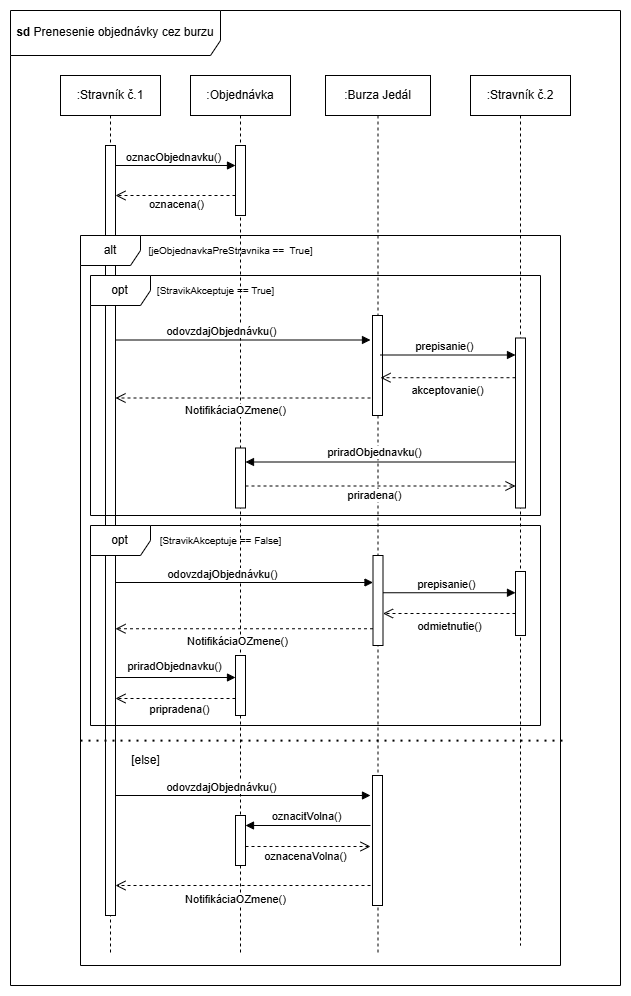 sd Prenesenie objednávky cez burzu
:Stravník č.1
:Objednávka
:Burza Jedál
:Stravník č.2
oznacObjednavku()
oznacena()
alt
[jeObjednavkaPreStravnika == True]
opt
[StravikAkceptuje == True]
odovzdajObjednávku()
prepisanie()
akceptovanie()
NotifikáciaOZmene()
priradObjednavku()
priradena()
opt
[StravikAkceptuje == False]
odovzdajObjednávku()
prepisanie()
odmietnutie()
NotifikáciaOZmene()
priradObjednavku()
pripradena()
[else]
odovzdajObjednávku()
oznacitVolna()
oznacenaVolna()
NotifikáciaOZmene()